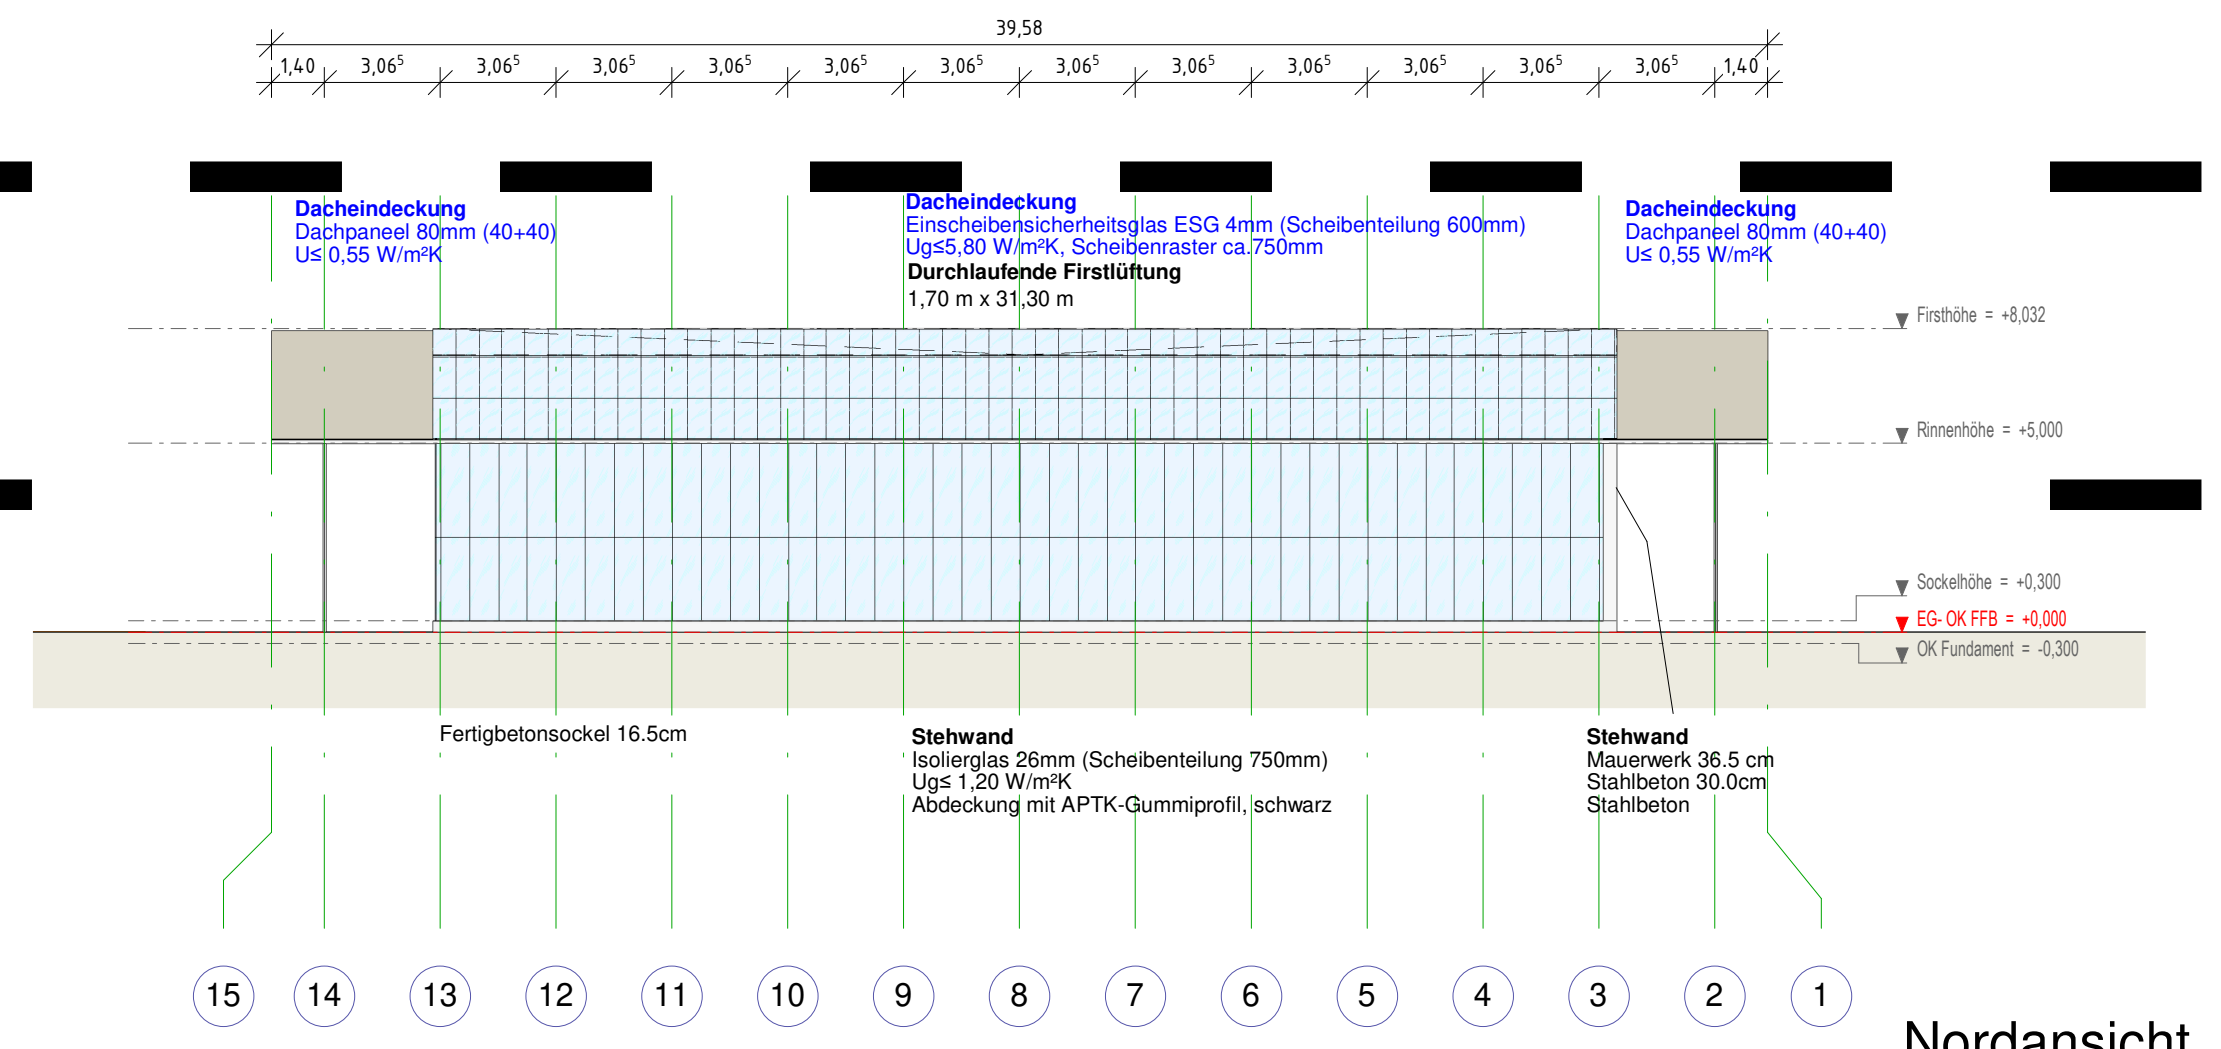 39,58
1,40 3,06⁵ 3,06⁵ 3,06⁵ 3,06⁵ 3,06⁵ 3,06⁵ 3,06⁵ 3,06⁵ 3,06⁵ 3,06⁵ 3,06⁵ 3,06⁵ 1,40
Dacheindeckung
Dachpaneel 80mm (40+40)
U≤ 0,55 W/m²K
Dacheindeckung
Einscheibensicherheitsglas ESG 4mm (Scheibenteilung 600mm)
Ug≤5,80 W/m²K, Scheibenraster ca.750mm
Durchlaufende Firstlüftung
1,70 m x 31,30 m
Dacheindeckung
Dachpaneel 80mm (40+40)
U≤ 0,55 W/m²K
Firsthöhe = +8,032
Rinnenhöhe = +5,000
Sockelhöhe = +0,300
EG- OK FFB = +0,000
OK Fundament = -0,300
Fertigbetonsockel 16.5cm
Stehwand
Isolierglas 26mm (Scheibenteilung 750mm)
Ug≤ 1,20 W/m²K
Abdeckung mit APTK-Gummiprofil, schwarz
Stehwand
Mauerwerk 36.5 cm
Stahlbeton 30.0cm
Stahlbeton
15 14 13 12 11 10 9 8 7 6 5 4 3 2 1
Nordansicht